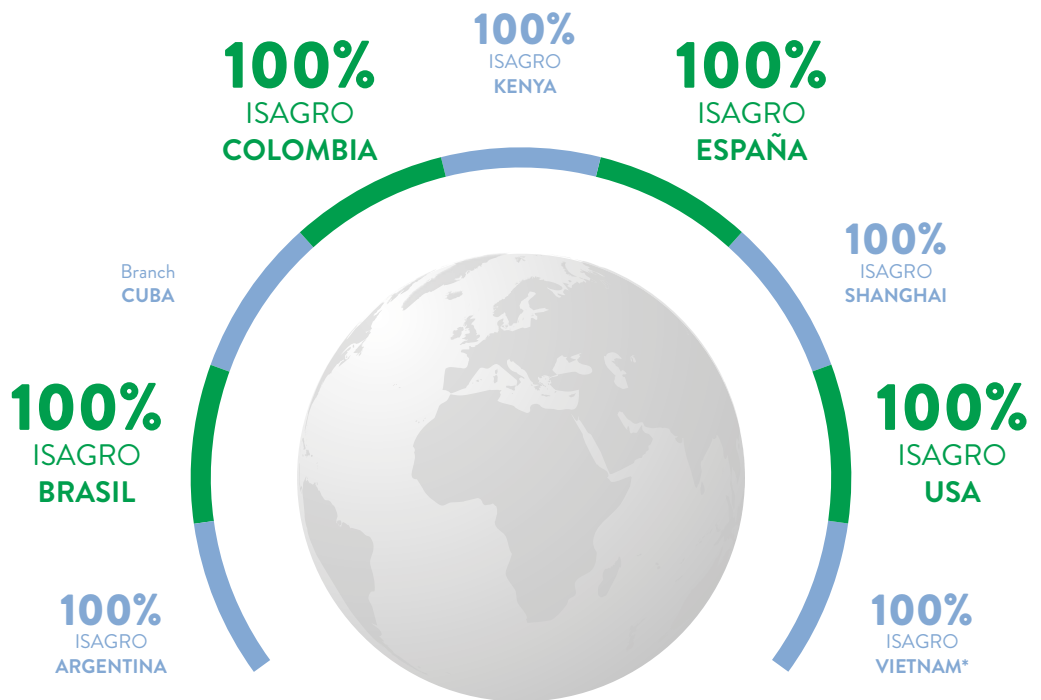 100%
ISAGRO
KENYA
100%
ISAGRO
COLOMBIA
100%
ISAGRO
ESPAÑA
Branch
CUBA
100%
ISAGRO
SHANGHAI
100%
ISAGRO
BRASIL
100%
ISAGRO
USA
100%
ISAGRO
ARGENTINA
100%
ISAGRO
VIETNAM*